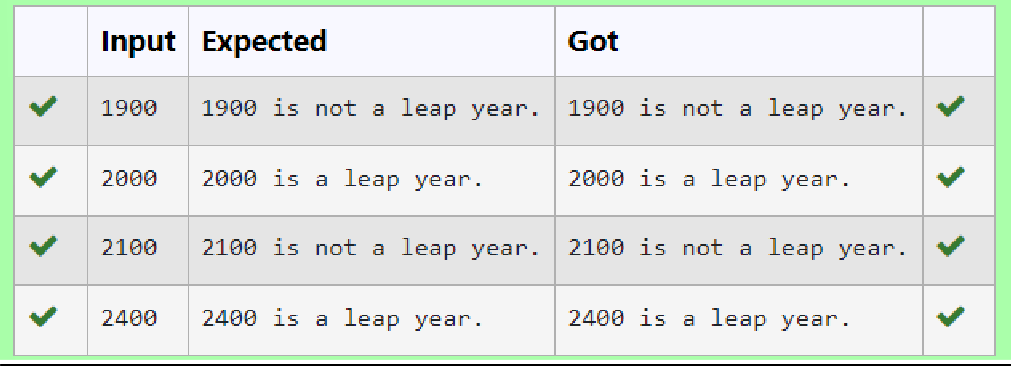 Input Expected Got
1900 1900 is not a leap year. 1900 is not a leap year.
2000 2000 is a leap year. 2000 is a leap year.
2100 2100 is not a leap year. 2100 is not a leap year.
2400 2400 is a leap year. 2400 is a leap year.